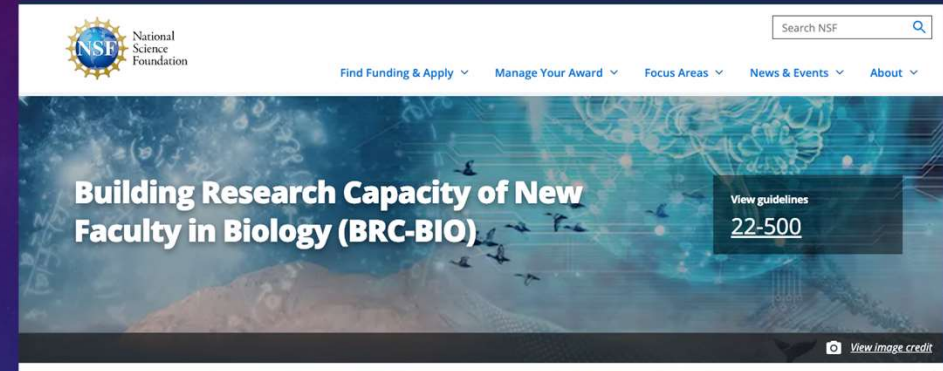 National
Science
Foundation
NSF
Search NSF
Find Funding & Apply
Manage Your Award
Focus Areas
News & Events
About
Building Research Capacity of New
Faculty in Biology (BRC-BIO)
View guidelines
22-500
View image credit